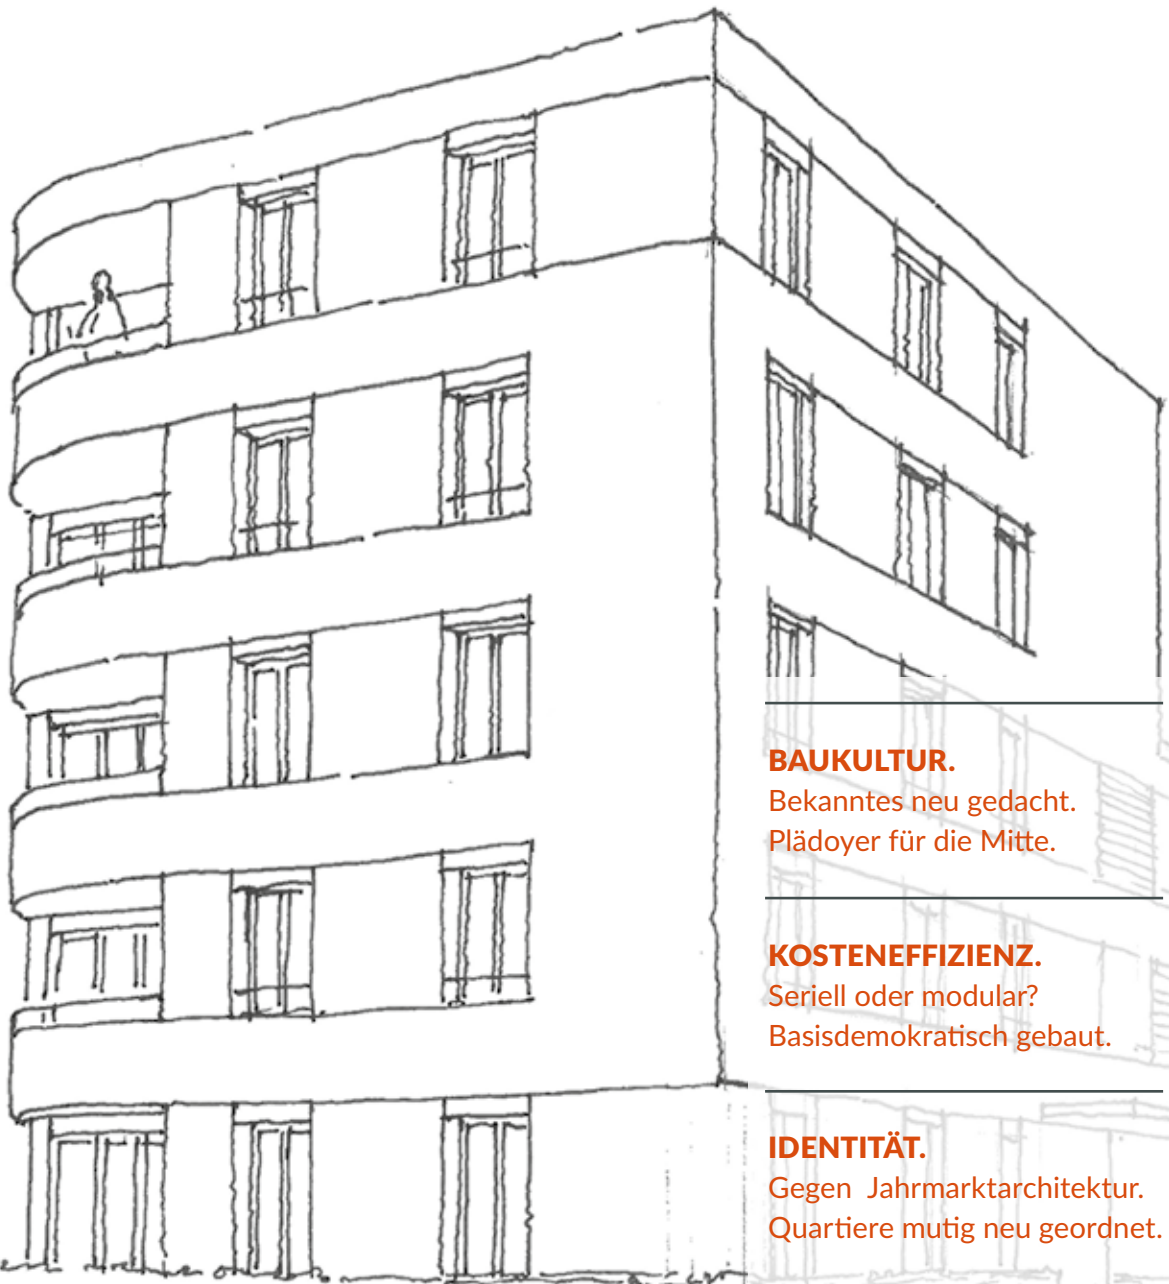 BAUKULTUR.
Bekanntes neu gedacht.
Plädoyer für die Mitte.
KOSTENEFFIZIENZ.
Seriell oder modular?
Basisdemokratisch gebaut.
IDENTITÄT.
Gegen Jahrmarktarchitektur.
Quartiere mutig neu geordnet.